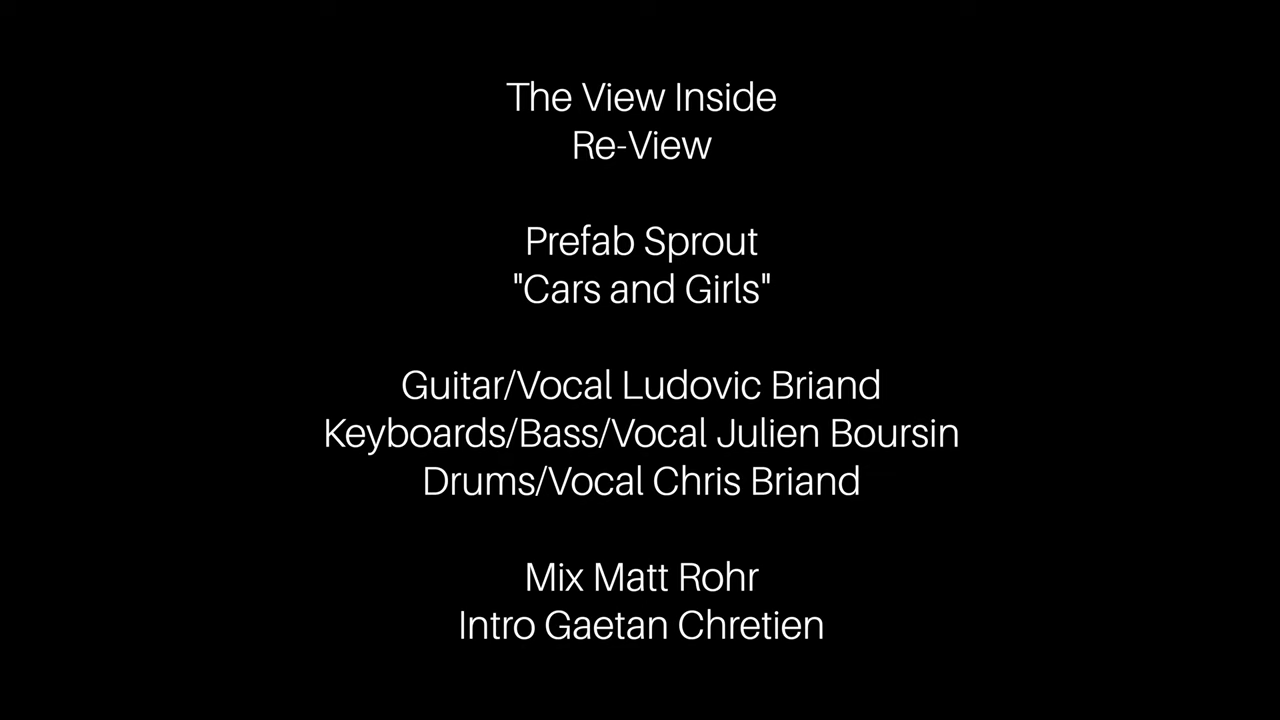 The View Inside
Re-View
Prefab Sprout
"Cars and Girls"
Guitar/Vocal Ludovic Briand
Keyboards/Bass/Vocal Julien Boursin
Drums/Vocal Chris Briand
Mix Matt Rohr
Intro Gaetan Chretien